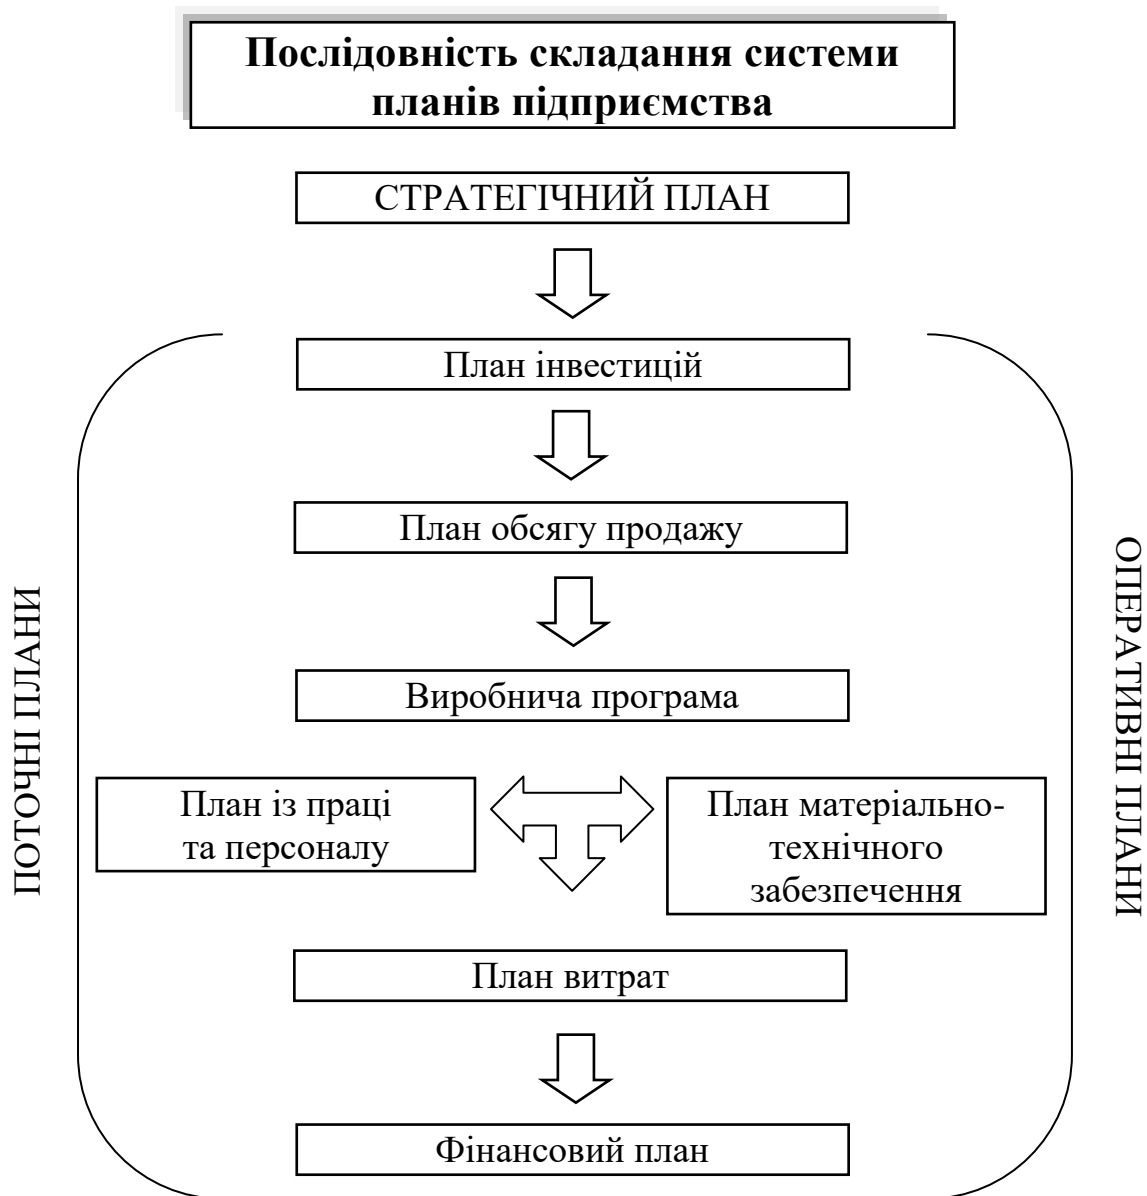 Послідовність складання системи
планів підприємства
СТРАТЕГІЧНИЙ ПЛАН
План інвестицій
План обсягу продажу
Виробнича програма
План із праці
та персоналу
План матеріально-
технічного
забезпечення
План витрат
Фінансовий план
ПОТОЧНІ ПЛАНИ
ОПЕРАТИВНІ ПЛАНИ